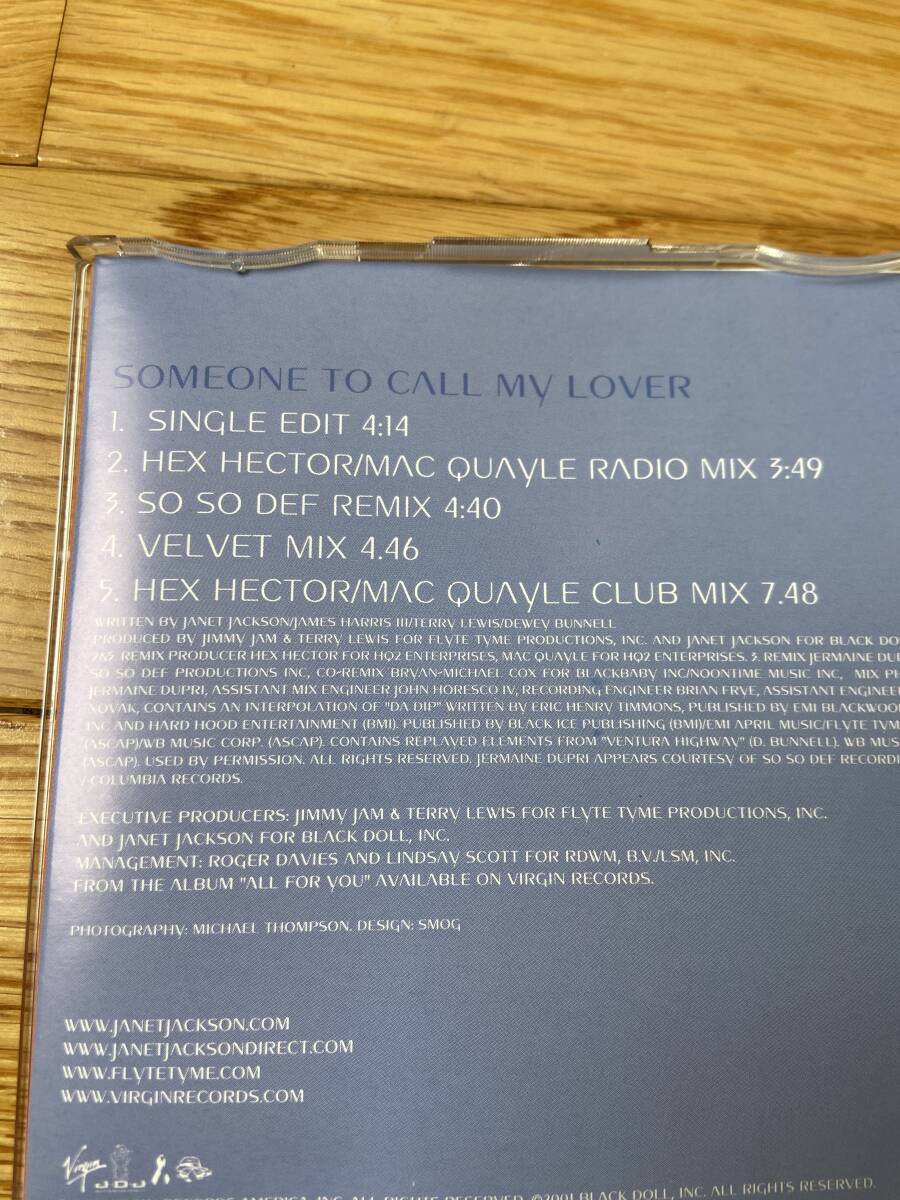 SOMEONE TO CALL MY LOVER
1. SINGLE EDIT 4:14
2. HEX HECTOR/MAC QUAYLE RADIO MIX 3:49
3. SO SO DEF REMIX 4:40
4. VELVET MIX 4.46
5. HEX HECTOR/MAC QUAYLE CLUB MIX 7.48
WRITTEN BY JANET JACKSON/JAMES HARRIS III/TERRY LEWIS/DEWEY BUNNELL
PRODUCED BY JIMMY JAM & TERRY LEWIS FOR FLYTE TYME PRODUCTIONS, INC. AND JANET JACKSON FOR BLACK
2&5. REMIX PRODUCER HEX HECTOR FOR HQ2 ENTERPRISES, MAC QUAYLE FOR HQ2 ENTERPRISES. 3. REMIX JERMAINE
SO SO DEF PRODUCTIONS INC, CO-REMIX BRYAN-MICHAEL COX FOR BLACKBABY INC/NOONTIME MUSIC INC, MIX
JERMAINE DUPRI, ASSISTANT MIX ENGINEER JOHN HORESCO IV, RECORDING ENGINEER BRIAN FRYE, ASSISTANT ENGINEER
NOVAK, CONTAINS AN INTERPOLATION OF "DA DIP" WRITTEN BY ERIC HENRY TIMMONS, PUBLISHED BY EMI
INC AND HARD HOOD ENTERTAINMENT (BMI). PUBLISHED BY BLACK ICE PUBLISHING (BMI)/EMI APRIL MUSIC/FLYTE
(ASCAP)/WB MUSIC CORP. (ASCAP). CONTAINS REPLAYED ELEMENTS FROM "VENTURA HIGHWAY" (D. BUNNELL). WB
(ASCAP). USED BY PERMISSION. ALL RIGHTS RESERVED. JERMAINE DUPRI APPEARS COURTESY OF SO SO DEF
/COLUMBIA RECORDS.
EXECUTIVE PRODUCERS: JIMMY JAM & TERRY LEWIS FOR FLYTE TYME PRODUCTIONS, INC.
AND JANET JACKSON FOR BLACK DOLL, INC.
MANAGEMENT: ROGER DAVIES AND LINDSAY SCOTT FOR RDWM, B.V./LSM, INC.
FROM THE ALBUM "ALL FOR YOU" AVAILABLE ON VIRGIN RECORDS.
PHOTOGRAPHY: MICHAEL THOMPSON. DESIGN: SMOG
WWW.JANETJACKSON.COM
WWW.JANETJACKSONDIRECT.COM
WWW.FLYTETYME.COM
WWW.VIRGINRECORDS.COM
Virgin JDJ
RECORDS AMERICA, INC. ALL RIGHTS RESERVED. ©2001 BLACK DOLL, INC. ALL RIGHTS RESERVED.